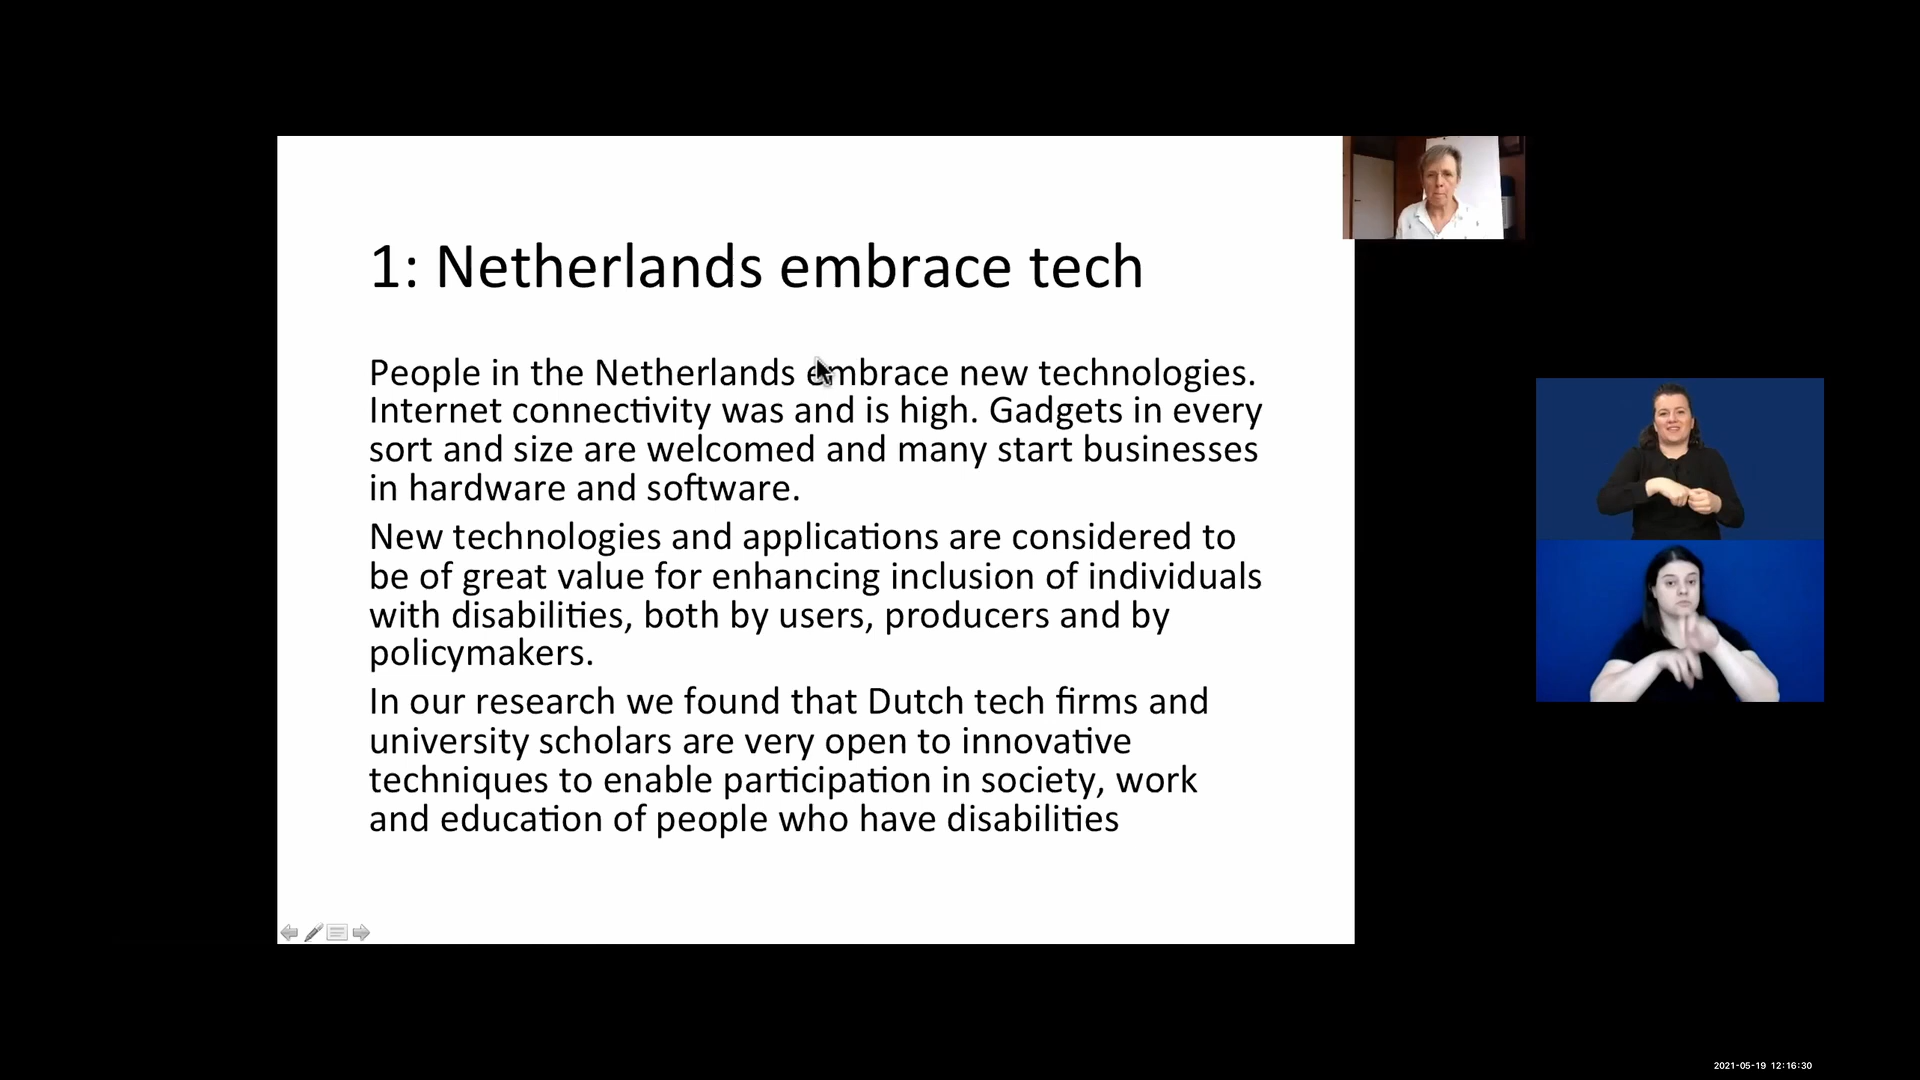 1: Netherlands embrace tech
People in the Netherlands embrace new technologies.
Internet connectivity was and is high. Gadgets in every
sort and size are welcomed and many start businesses
in hardware and software.
New technologies and applications are considered to
be of great value for enhancing inclusion of individuals
with disabilities, both by users, producers and by
policymakers.
In our research we found that Dutch tech firms and
university scholars are very open to innovative
techniques to enable participation in society, work
and education of people who have disabilities
2021-05-19 12:16:30